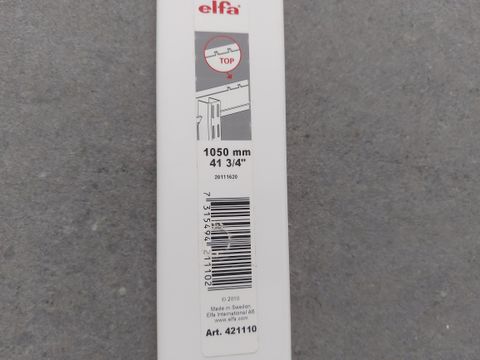 elfa®
TOP
1050 mm
41 3/4"
20111620
7 315494 211102
© 2010
Made in Sweden
Elfa International AB
www.elfa.com
Art. 421110